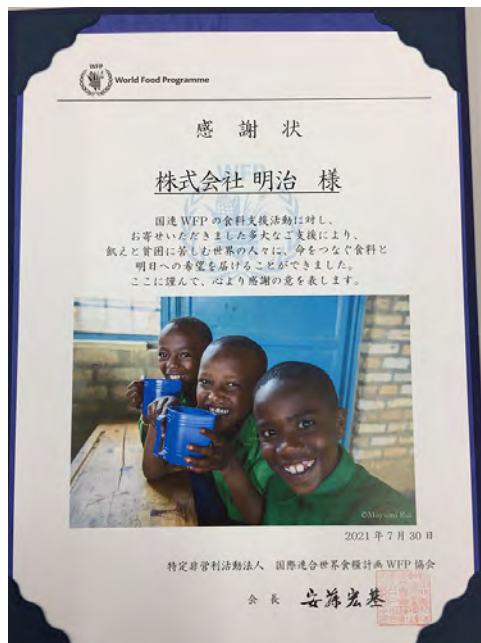 WFP
World Food Programme
感謝状
株式会社 明治 様
国連WFPの食料支援活動に対し、
お寄せいただきました多大なご支援により、
飢えと貧困に苦しむ世界の人々に、命をつなぐ食料と
明日への希望を届けることができました。
ここに謹んで、心より感謝の意を表します。
2021年7月30日
特定非営利活動法人 国際連合世界食糧計画WFP協会
会長 安藤宏基